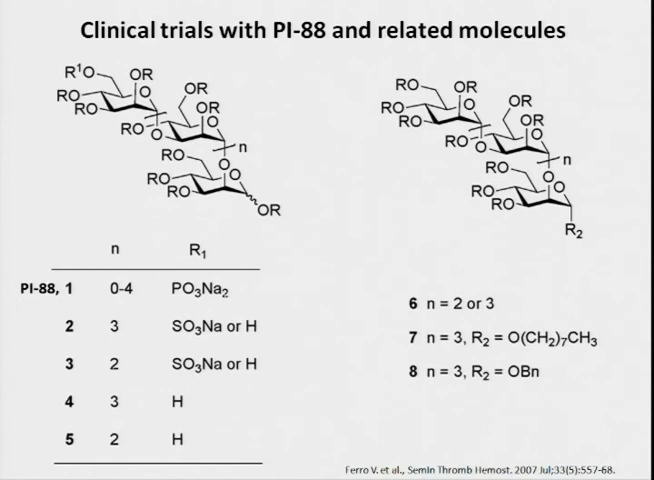 Clinical trials with PI-88 and related molecules
R¹O OR
RO
RO
OR
O OR
RO O
O
n
RO O
RO O
RO
OR
OR OR
RO O
RO
OR
O OR
RO O
O
n
RO O
RO O
RO
R₂
n R₁
PI-88, 1 0-4 PO₃Na₂
2 3 SO₃Na or H
3 2 SO₃Na or H
4 3 H
5 2 H
6 n = 2 or 3
7 n = 3, R₂ = O(CH₂)₇CH₃
8 n = 3, R₂ = OBn
Ferro V. et al., Semin Thromb Hemost. 2007 Jul;33(5):557-68.